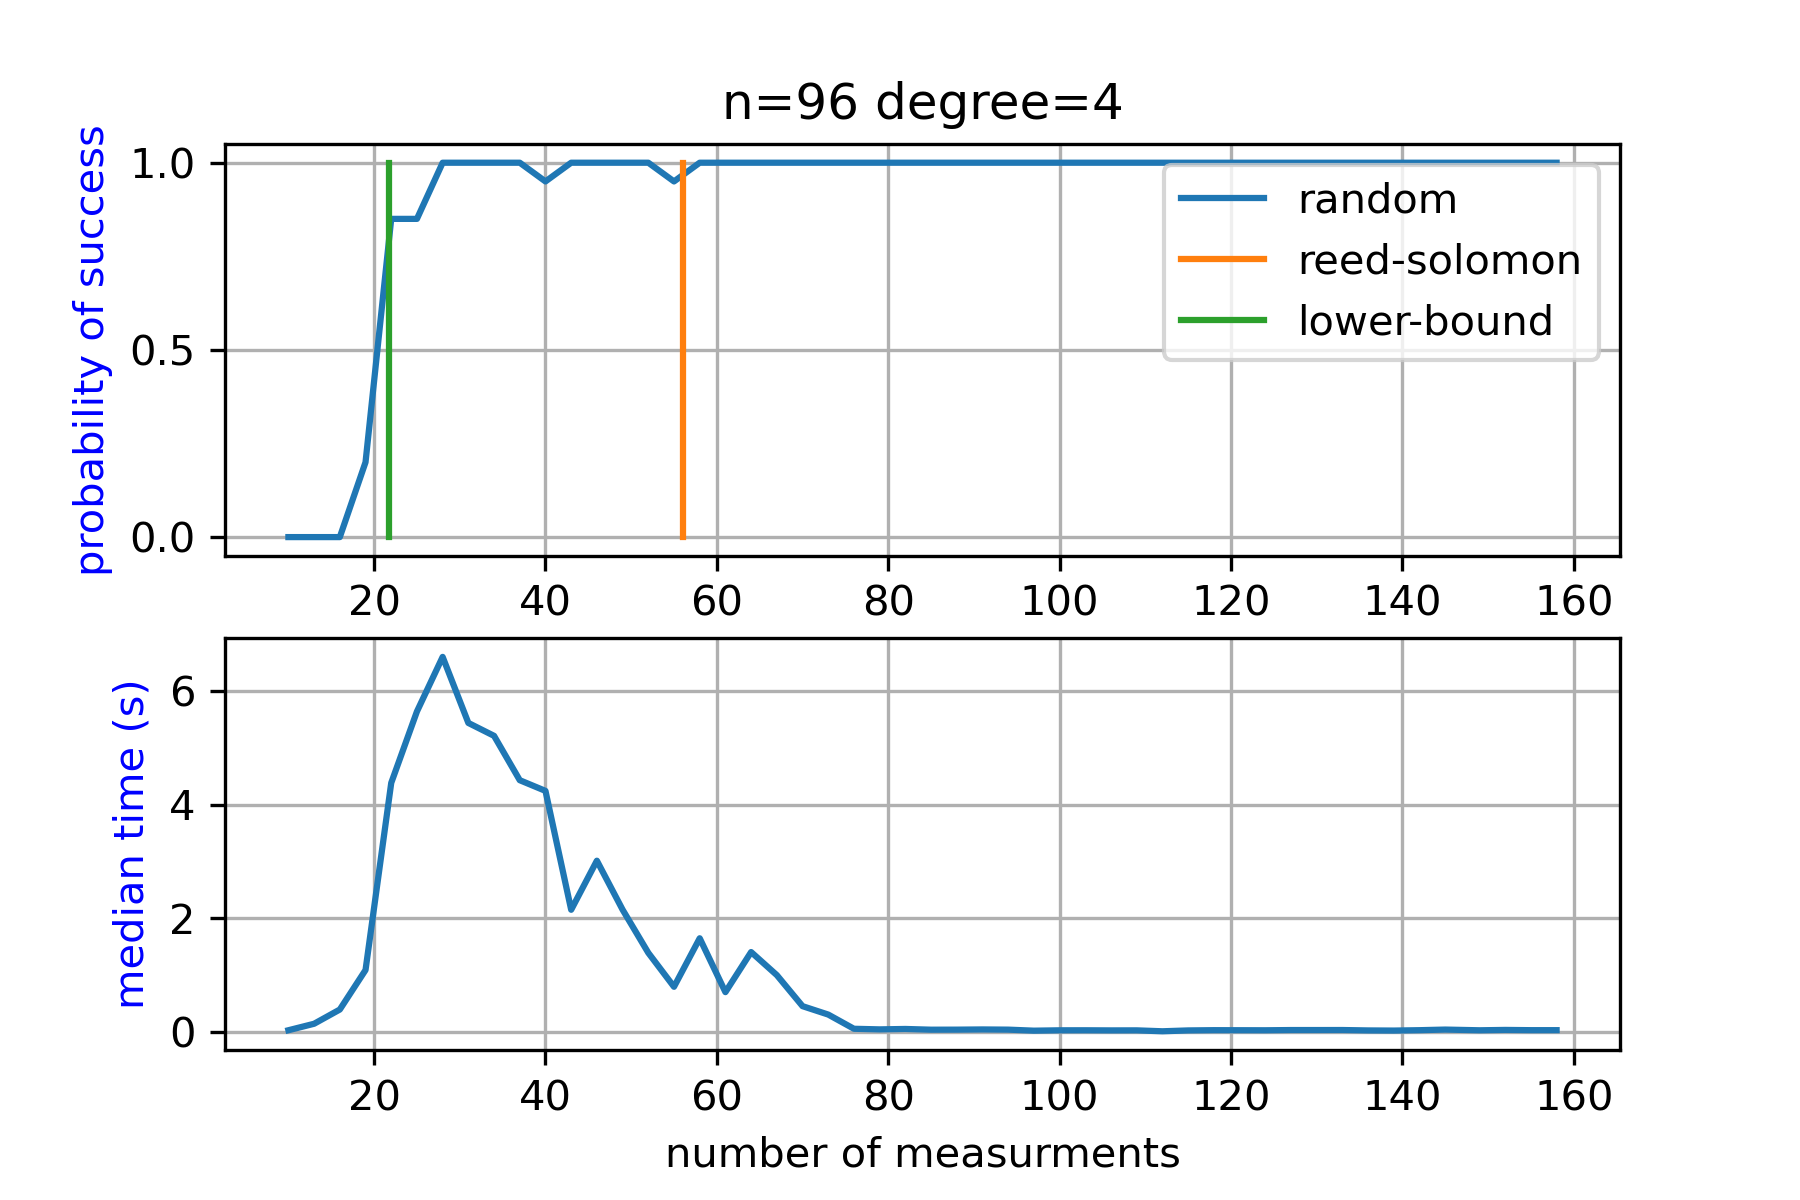 n=96 degree=4
probability of success
1.0
0.5
0.0
random
reed-solomon
lower-bound
20 40 60 80 100 120 140 160
median time (s)
6
4
2
0
20 40 60 80 100 120 140 160
number of measurments